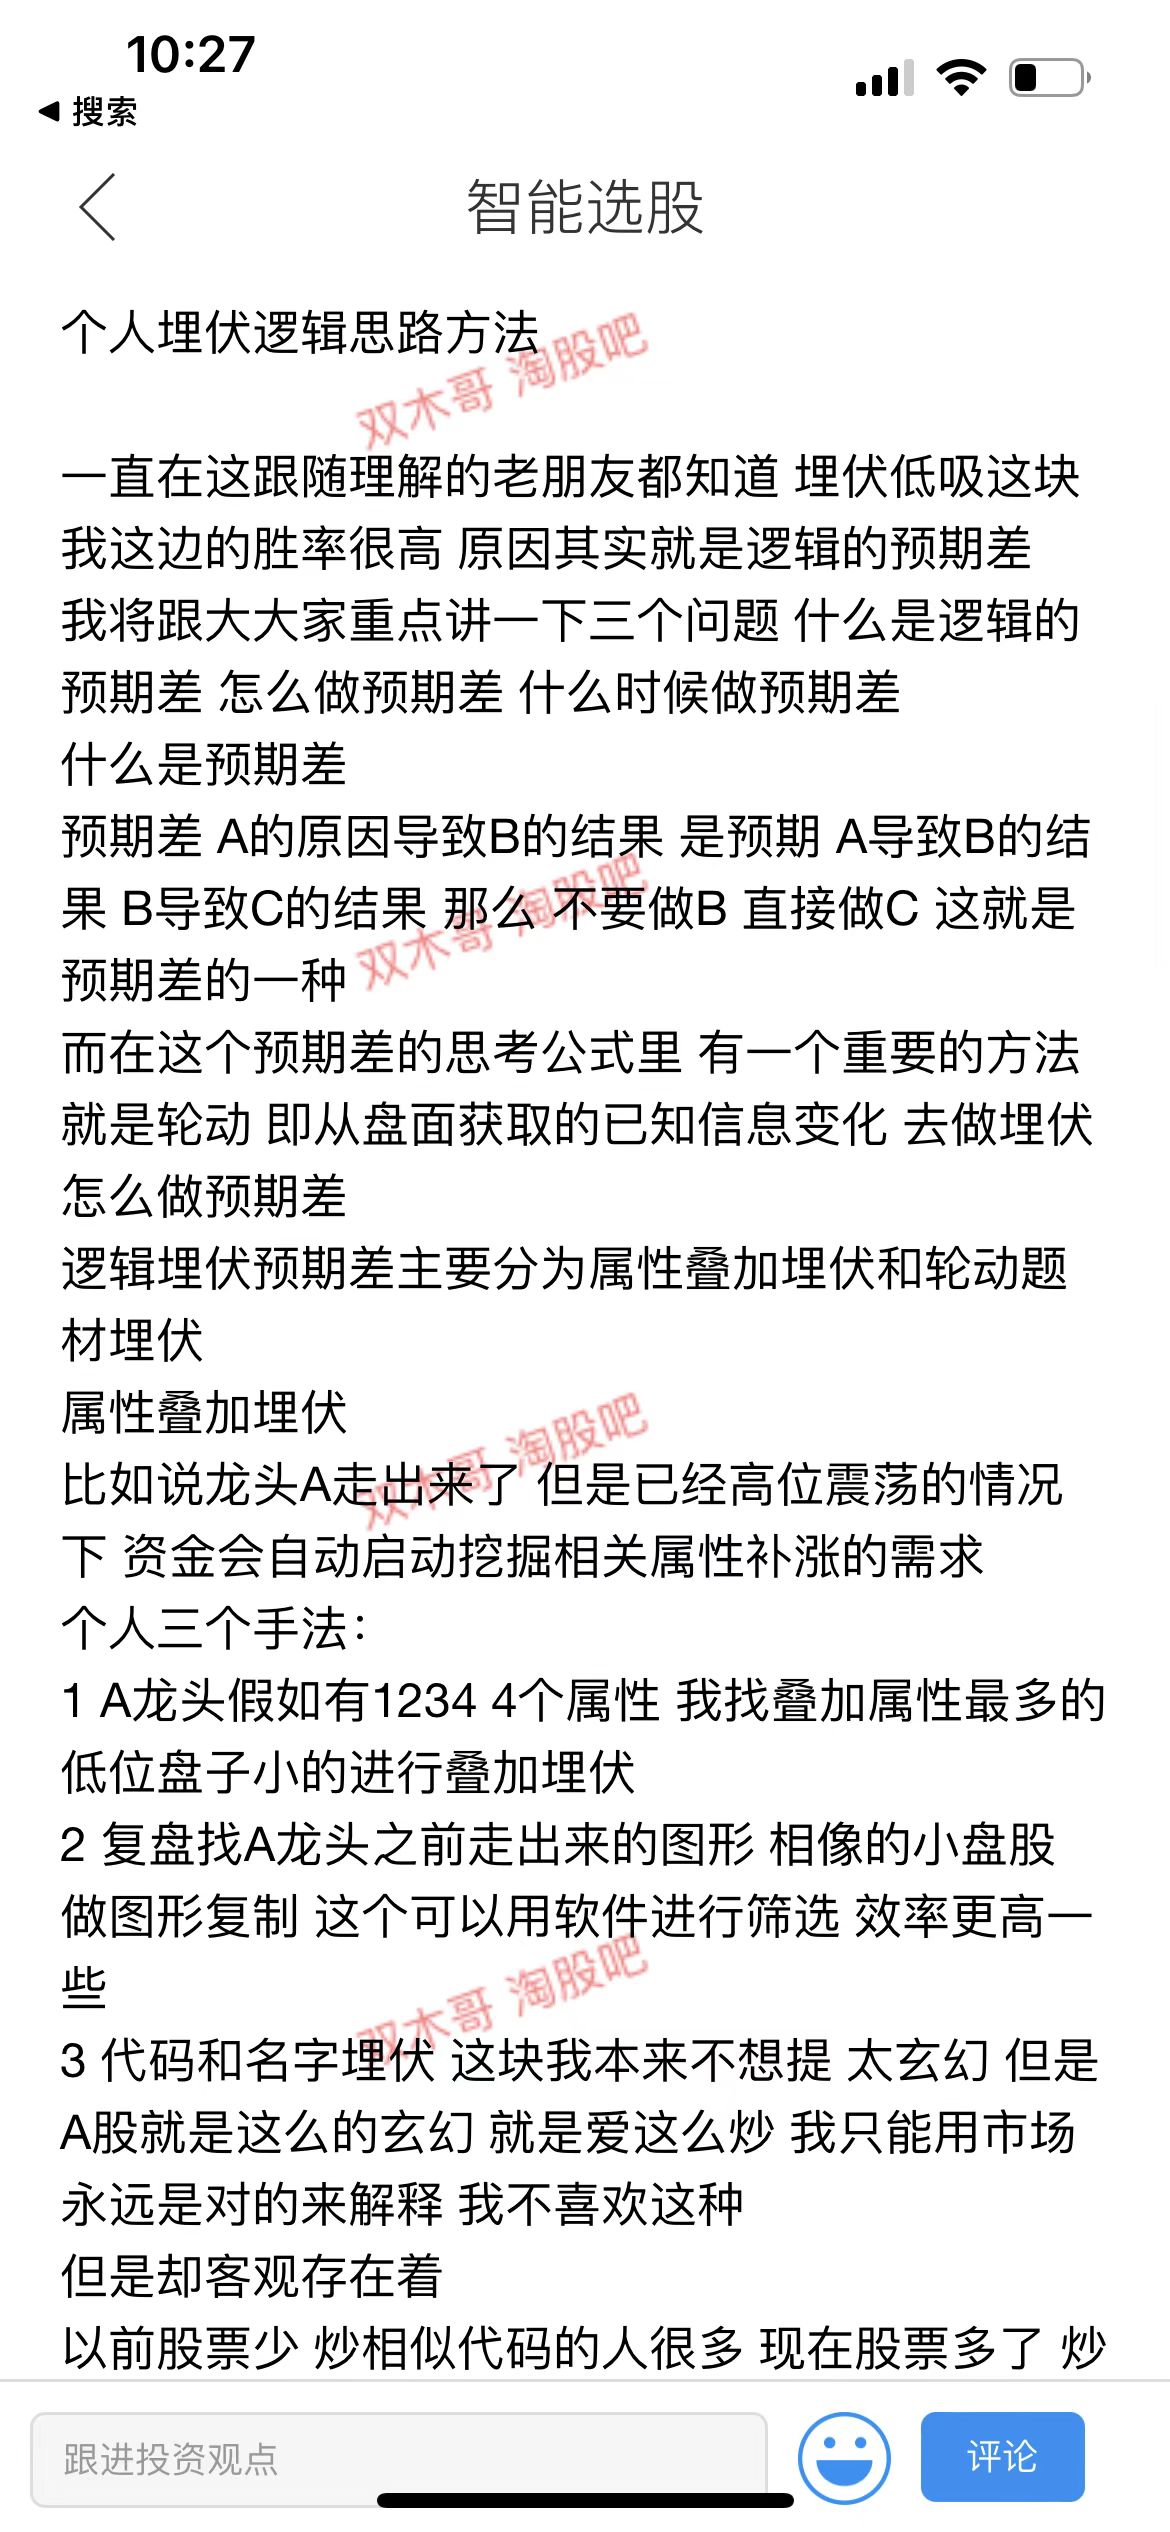 10:27
搜索
智能选股
个人埋伏逻辑思路方法
双木哥 淘股吧
一直在这跟随理解的老朋友都知道 埋伏低吸这块
我这边的胜率很高 原因其实就是逻辑的预期差
我将跟大大家重点讲一下三个问题 什么是逻辑的
预期差 怎么做预期差 什么时候做预期差
什么是预期差
预期差 A的原因导致B的结果 是预期 A导致B的结
果 B导致C的结果 那么 不要做B 直接做C 这就是
双木哥 淘股吧
预期差的一种
而在这个预期差的思考公式里 有一个重要的方法
就是轮动 即从盘面获取的已知信息变化 去做埋伏
怎么做预期差
逻辑埋伏预期差主要分为属性叠加埋伏和轮动题
材埋伏
属性叠加埋伏
双木哥 淘股吧
比如说龙头A走出来了 但是已经高位震荡的情况
下 资金会自动启动挖掘相关属性补涨的需求
个人三个手法：
1 A龙头假如有1234 4个属性 我找叠加属性最多的
低位盘子小的进行叠加埋伏
2 复盘找A龙头之前走出来的图形 相像的小盘股
做图形复制 这个可以用软件进行筛选 效率更高一
些
双木哥 淘股吧
3 代码和名字埋伏 这块我本来不想提 太玄幻 但是
A股就是这么的玄幻 就是爱这么炒 我只能用市场
永远是对的来解释 我不喜欢这种
但是却客观存在着
以前股票少 炒相似代码的人很多 现在股票多了 炒
跟进投资观点
评论